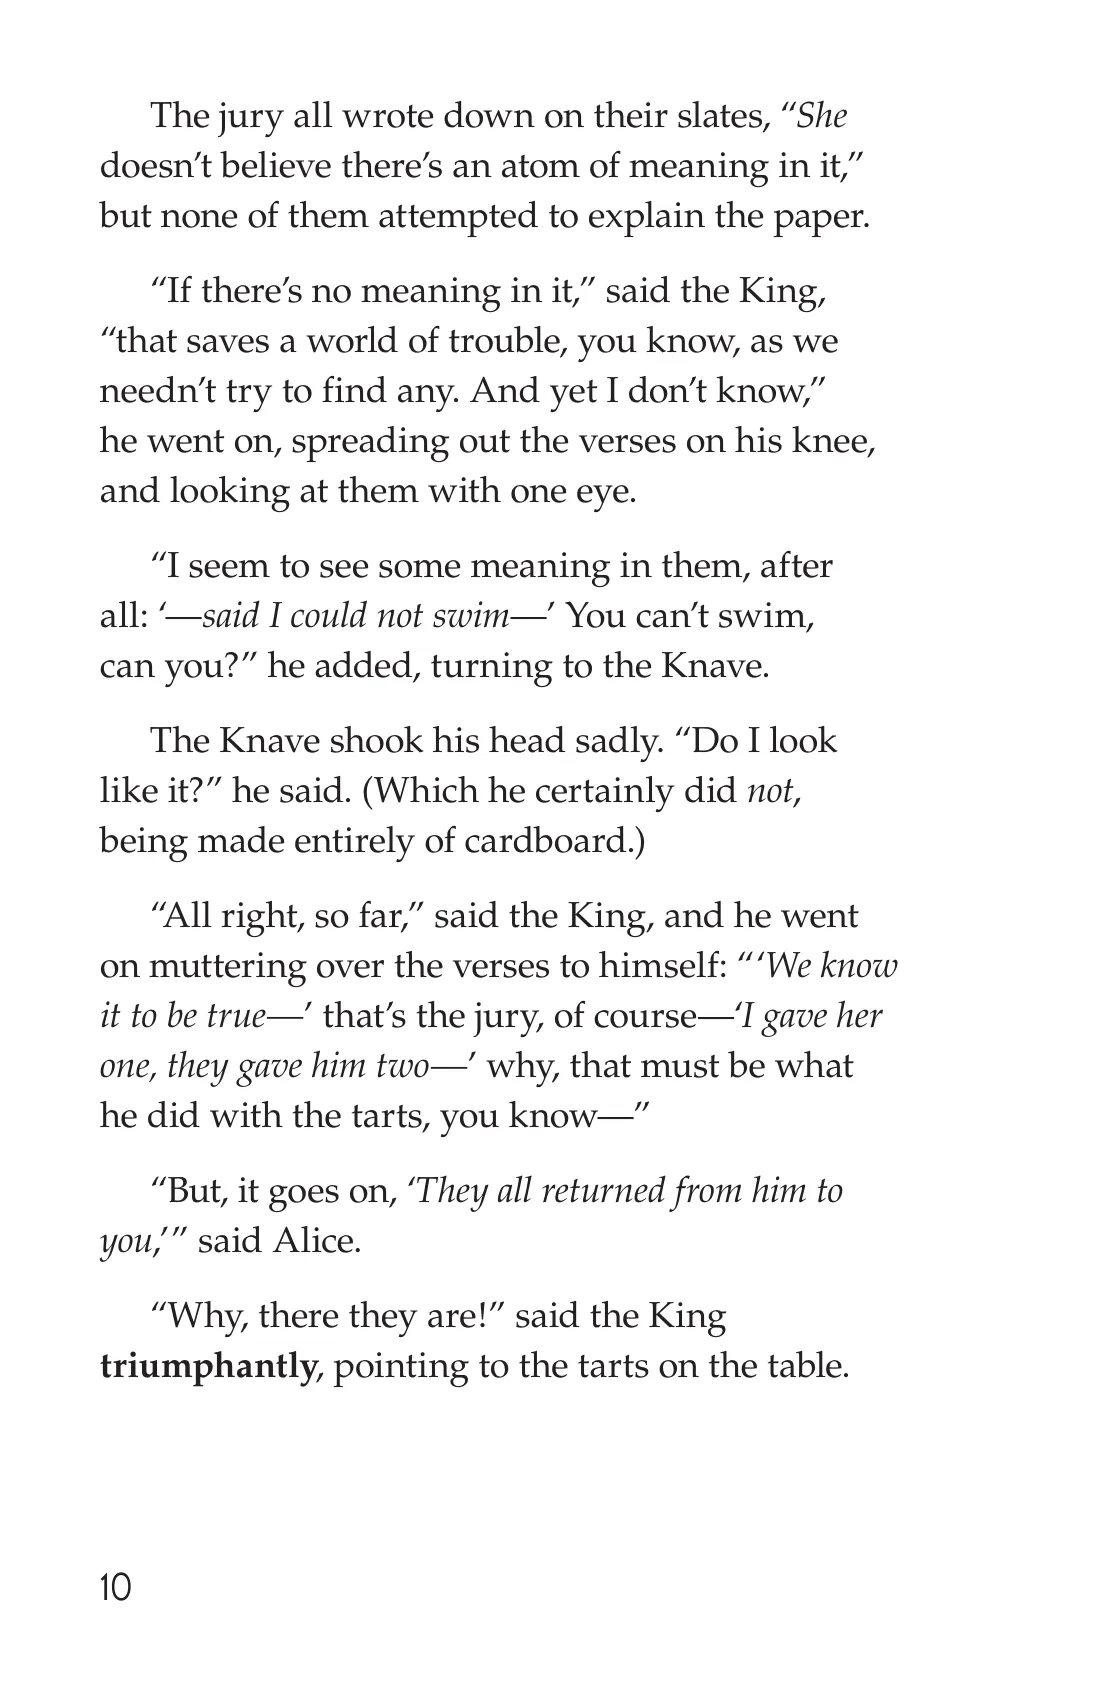 The jury all wrote down on their slates, “She
doesn’t believe there’s an atom of meaning in it,”
but none of them attempted to explain the paper.
“If there’s no meaning in it,” said the King,
“that saves a world of trouble, you know, as we
needn’t try to find any. And yet I don’t know,”
he went on, spreading out the verses on his knee,
and looking at them with one eye.
“I seem to see some meaning in them, after
all: ‘—said I could not swim—’ You can’t swim,
can you?” he added, turning to the Knave.
The Knave shook his head sadly. “Do I look
like it?” he said. (Which he certainly did not,
being made entirely of cardboard.)
“All right, so far,” said the King, and he went
on muttering over the verses to himself: “‘We know
it to be true—’ that’s the jury, of course—‘I gave her
one, they gave him two—’ why, that must be what
he did with the tarts, you know—”
“But, it goes on, ‘They all returned from him to
you,’” said Alice.
“Why, there they are!” said the King
triumphantly, pointing to the tarts on the table.
10